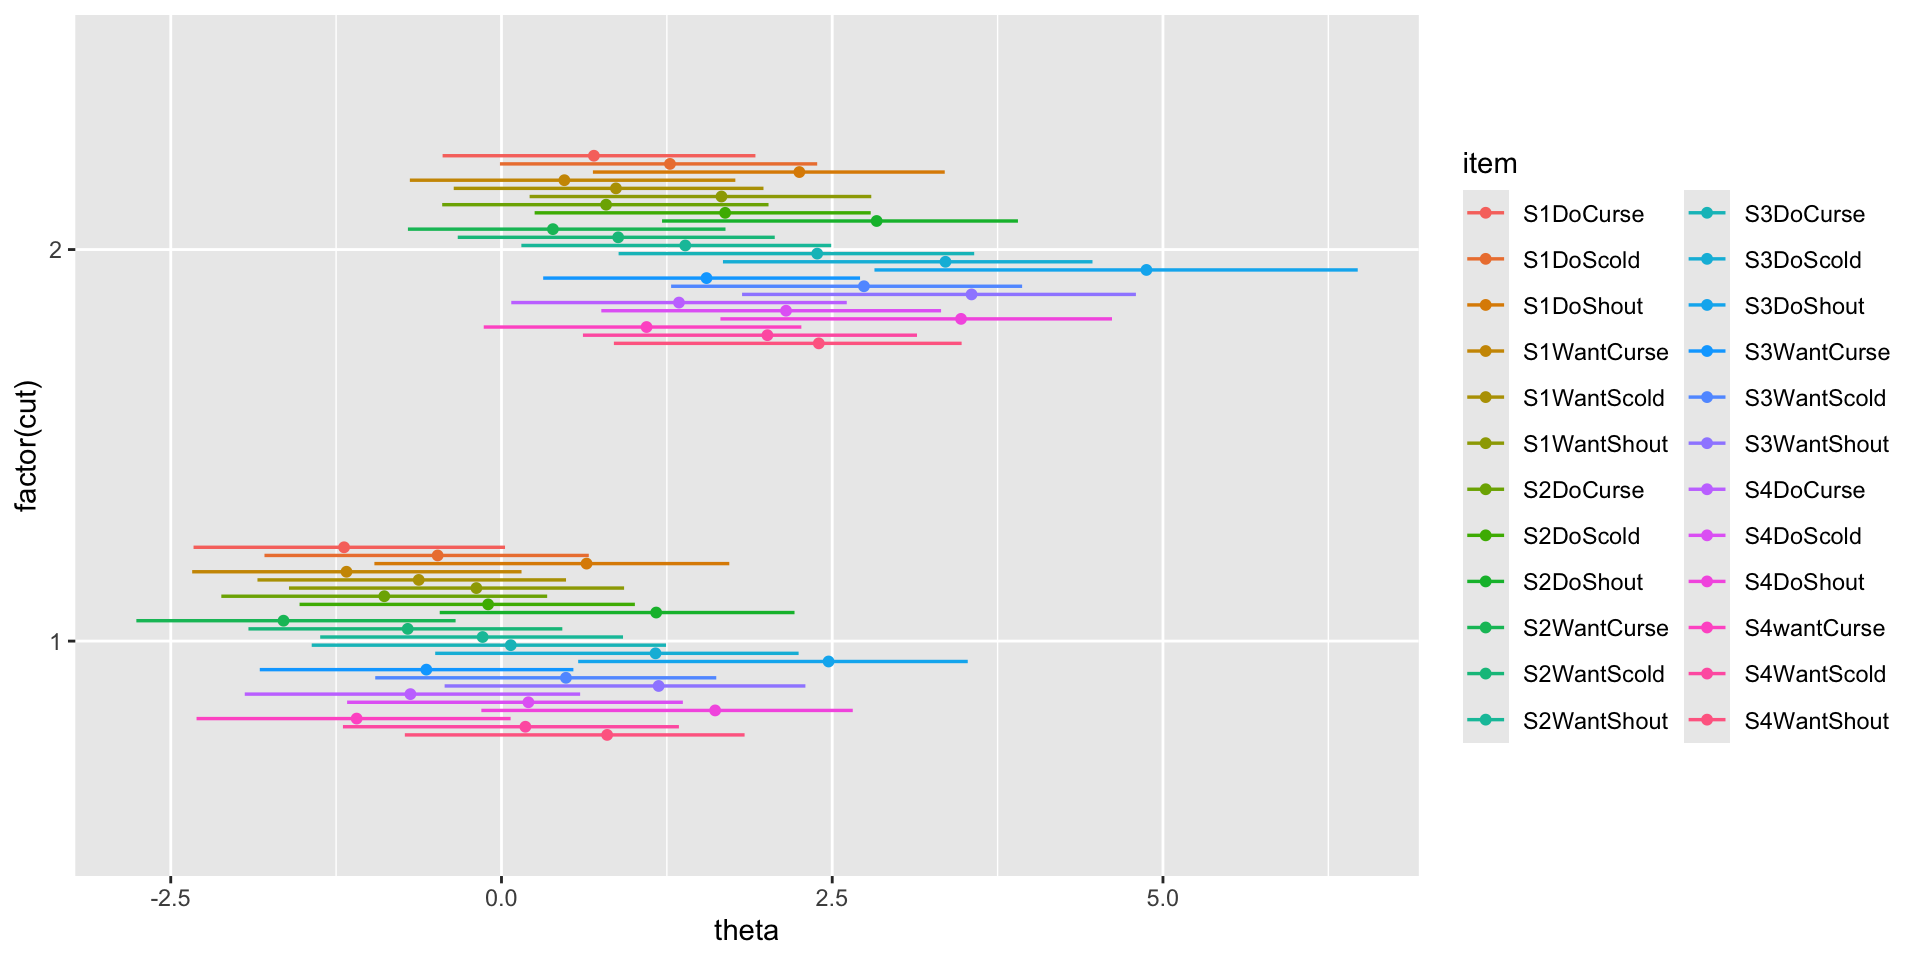 2
1
factor(cut)
-2.5
0.0
2.5
5.0
theta
item
S1DoCurse
S1DoScold
S1DoShout
S1WantCurse
S1WantScold
S1WantShout
S2DoCurse
S2DoScold
S2DoShout
S2WantCurse
S2WantScold
S2WantShout
S3DoCurse
S3DoScold
S3DoShout
S3WantCurse
S3WantScold
S3WantShout
S4DoCurse
S4DoScold
S4DoShout
S4wantCurse
S4WantScold
S4WantShout